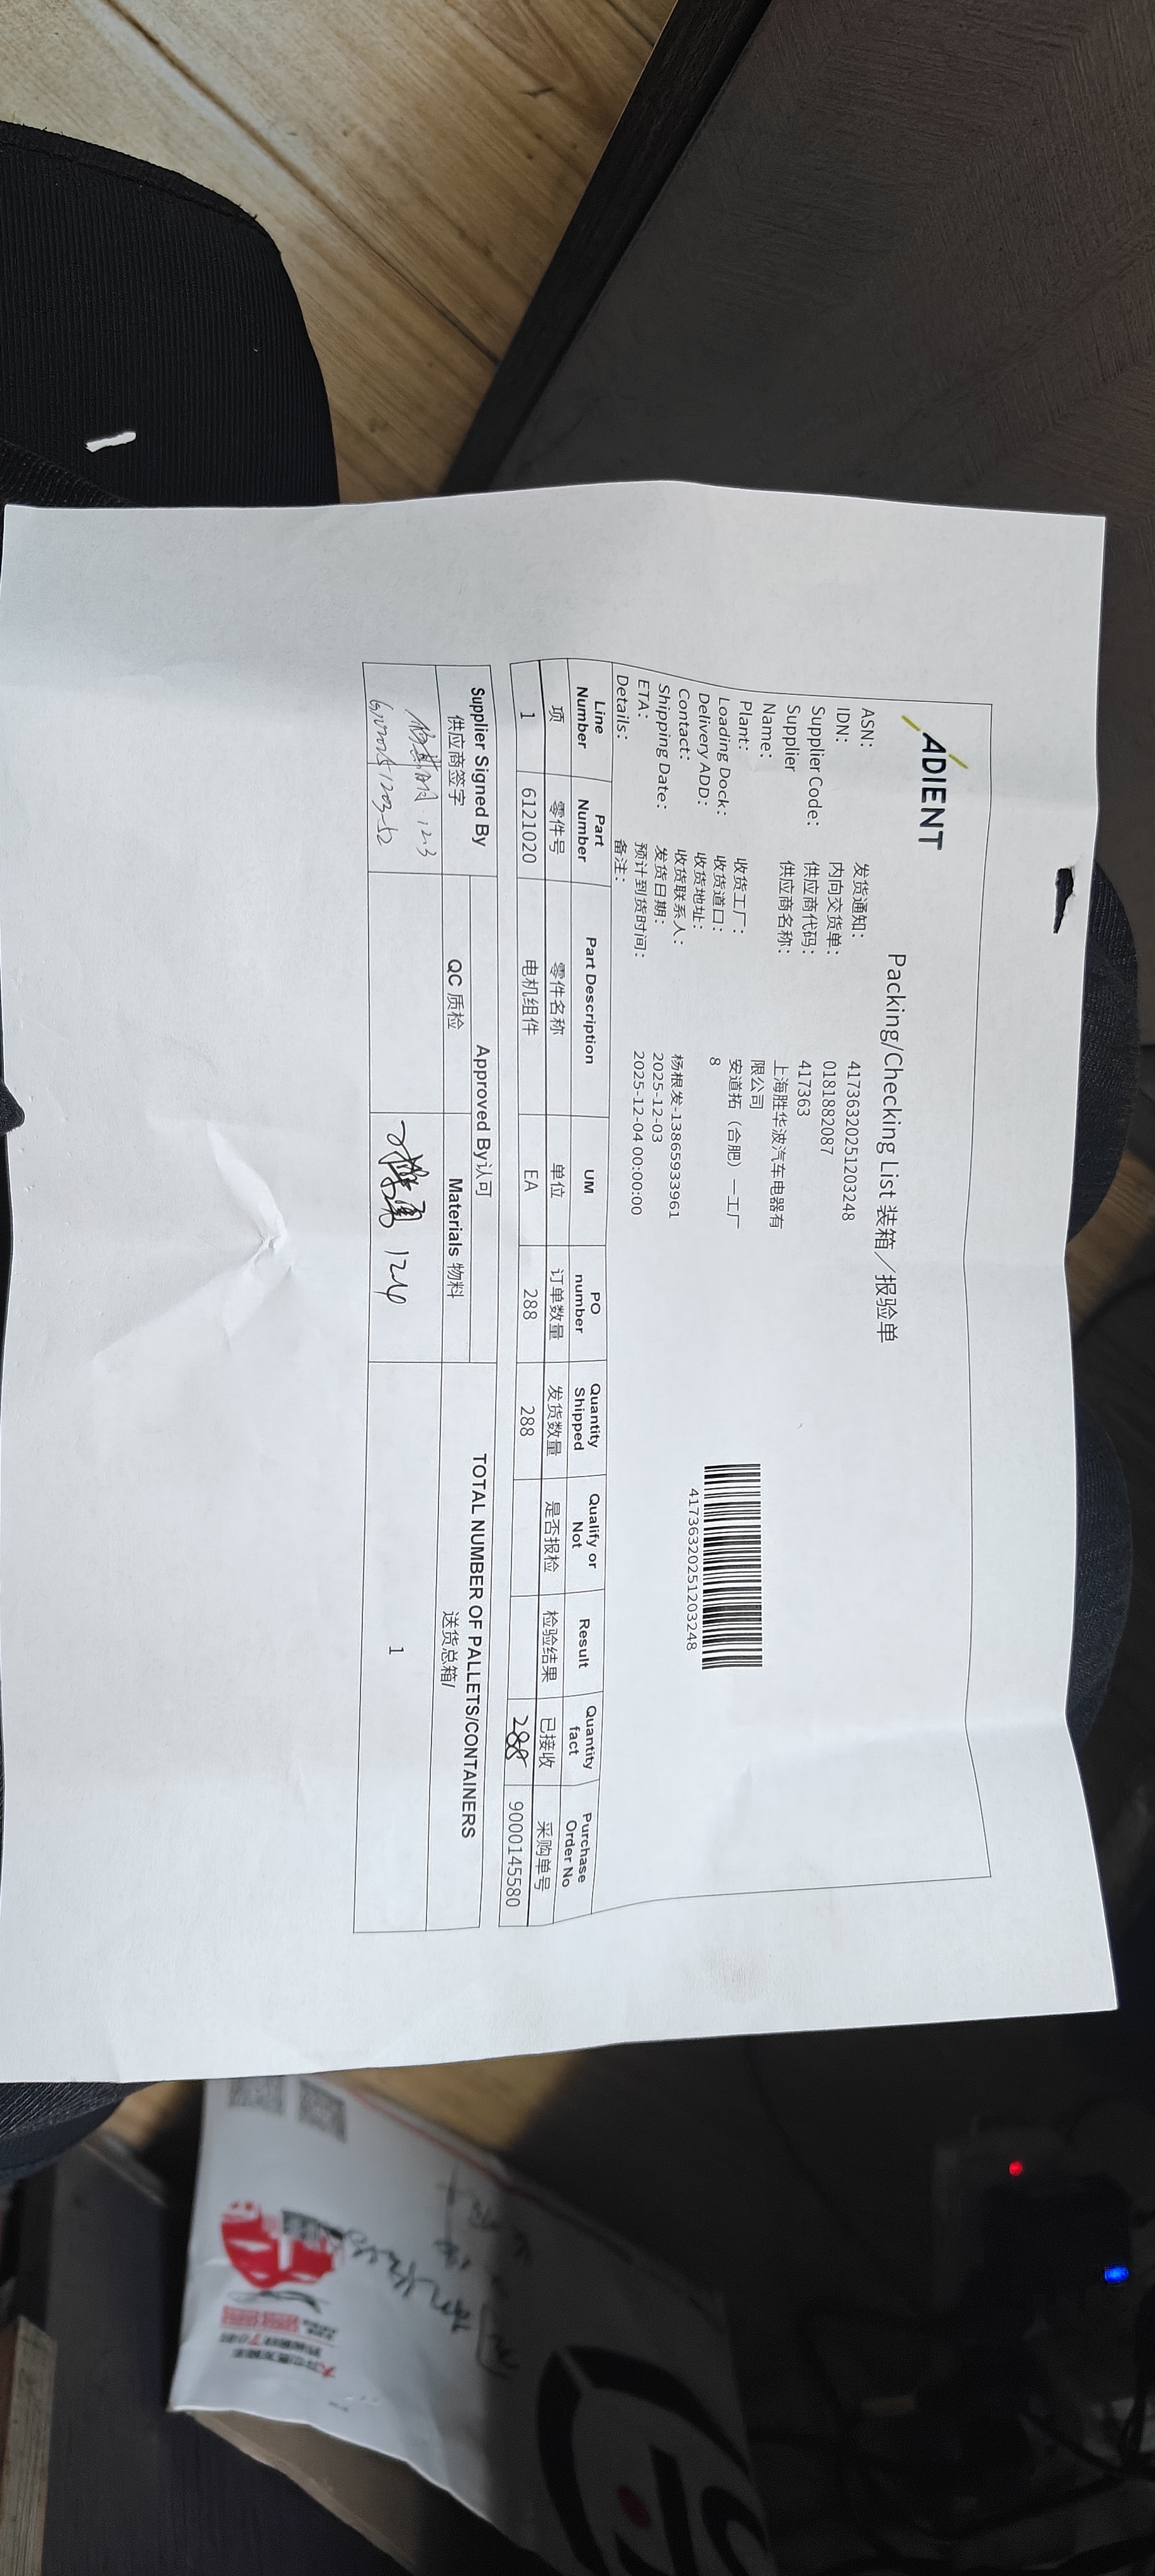 ADIENT
Packing/Checking List 装箱／报验单
ASN: 发货通知: 41736320251203248
IDN: 内向交货单: 0181882087
Supplier Code: 供应商代码: 417363
Supplier Name: 供应商名称: 上海胜华波汽车电器有
限公司
Plant: 收货工厂: 安道拓（合肥）一工厂
Loading Dock: 收货道口: 8
Delivery ADD: 收货地址:
Contact: 收货联系人: 杨根发-13865933961
Shipping Date: 发货日期: 2025-12-03
ETA: 预计到货时间: 2025-12-04 00:00:00
Details: 备注:
41736320251203248
Line Number Part Number Part Description UM PO number Quantity Shipped Qualify or Not Result Quantity fact Purchase Order No
项 零件号 零件名称 单位 订单数量 发货数量 是否报检 检验结果 已接收 采购单号
1 6121020 电机组件 EA 288 288 288 9000145580
Supplier Signed By Approved By认可 TOTAL NUMBER OF PALLETS/CONTAINERS
供应商签字 QC 质检 Materials 物料 送货总箱/
12.3
1